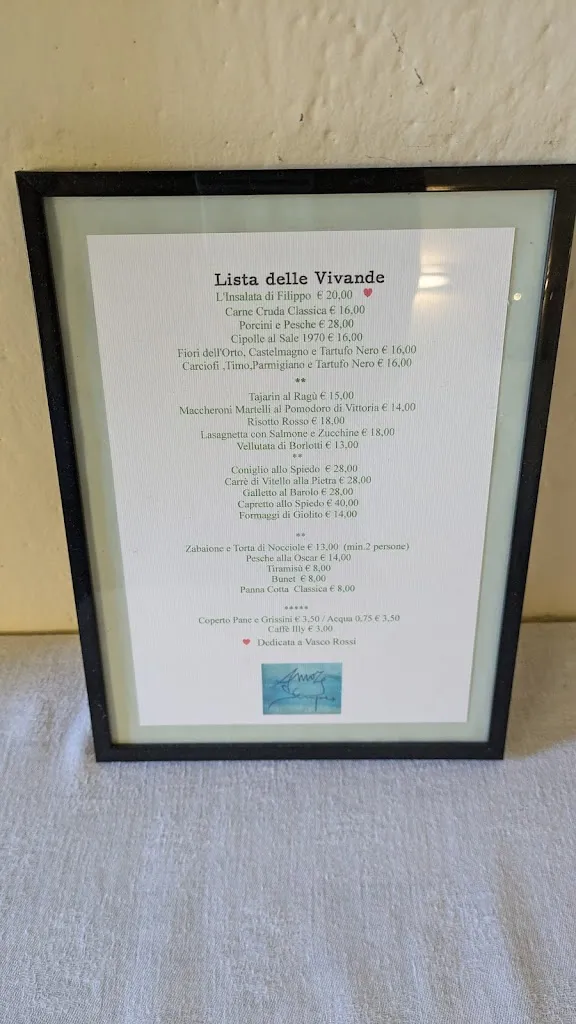 Lista delle Vivande
L'Insalata di Filippo € 20,00
Carne Cruda Classica € 16,00
Porcini e Pesche € 28,00
Cipolle al Sale 1970 € 16,00
Fiori dell'Orto, Castelmagno e Tartufo Nero € 16,00
Carciofi ,Timo,Parmigiano e Tartufo Nero € 16,00
**
Tajarin al Ragù € 15,00
Maccheroni Martelli al Pomodoro di Vittoria € 14,00
Risotto Rosso € 18,00
Lasagnetta con Salmone e Zucchine € 18,00
Vellutata di Borlotti € 13,00
**
Coniglio allo Spiedo € 28,00
Carrè di Vitello alla Pietra € 28,00
Galletto al Barolo € 28,00
Capretto allo Spiedo € 40,00
Formaggi di Giolito € 14,00
**
Zabaione e Torta di Nocciole € 13,00 (min.2 persone)
Pesche alla Oscar € 14,00
Tiramisù € 8,00
Bunet € 8,00
Panna Cotta Classica € 8,00
*****
Coperto Pane e Grissini € 3,50 / Acqua 0,75 € 3,50
Caffè Illy € 3,00
Dedicata a Vasco Rossi